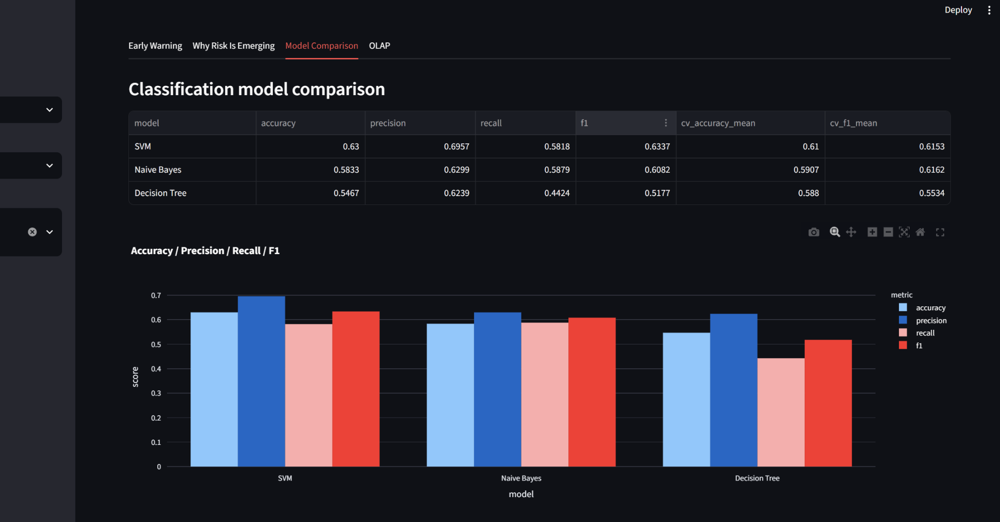 Deploy
Early Warning Why Risk Is Emerging Model Comparison OLAP
Classification model comparison
model accuracy precision recall f1 cv_accuracy_mean cv_f1_mean
SVM 0.63 0.6957 0.5818 0.6337 0.61 0.6153
Naive Bayes 0.5833 0.6299 0.5879 0.6082 0.5907 0.6162
Decision Tree 0.5467 0.6239 0.4424 0.5177 0.588 0.5534
Accuracy / Precision / Recall / F1
0.7
0.6
0.5
0.4
0.3
0.2
0.1
0
score
SVM Naive Bayes Decision Tree
model
metric
accuracy
precision
recall
f1